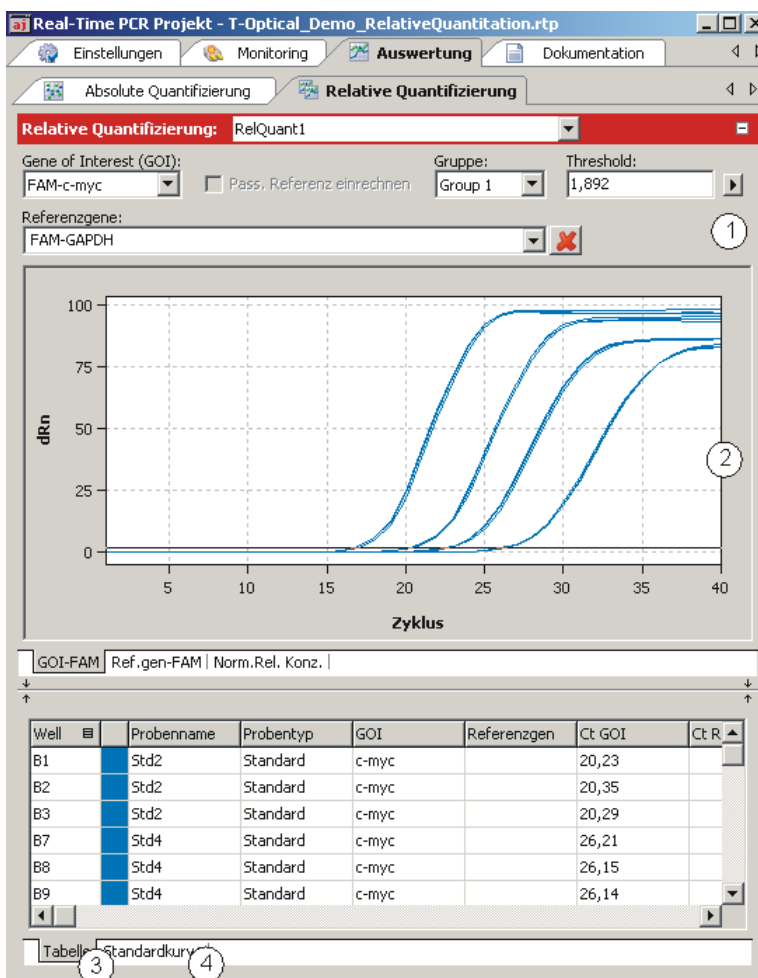 Real-Time PCR Projekt - T-Optical_Demo_RelativeQuantitation.rtp
Einstellungen Monitoring Auswertung Dokumentation
Absolute Quantifizierung Relative Quantifizierung
Relative Quantifizierung: RelQuant1
Gene of Interest (GOI): Gruppe: Threshold:
FAM-c-myc Pass. Referenz einrechnen Group 1 1,892
Referenzgene:
FAM-GAPDH
1
100
75
50
25
0
dRn
2
5 10 15 20 25 30 35 40
Zyklus
GOI-FAM Ref.gen-FAM Norm.Rel. Konz.
Well Probenname Probentyp GOI Referenzgen Ct GOI Ct R
B1 Std2 Standard c-myc 20,23
B2 Std2 Standard c-myc 20,35
B3 Std2 Standard c-myc 20,29
B7 Std4 Standard c-myc 26,21
B8 Std4 Standard c-myc 26,15
B9 Std4 Standard c-myc 26,14
Tabelle Standardkurve
3 4